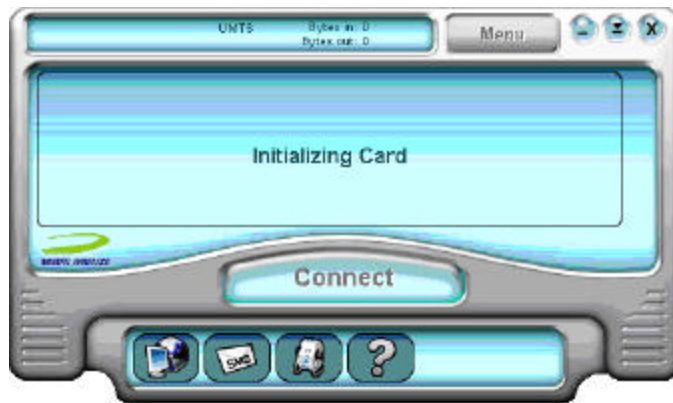 UMTS
Bytes in: 0
Bytes out: 0
Menu
X
Initializing Card
Connect
SMS
?